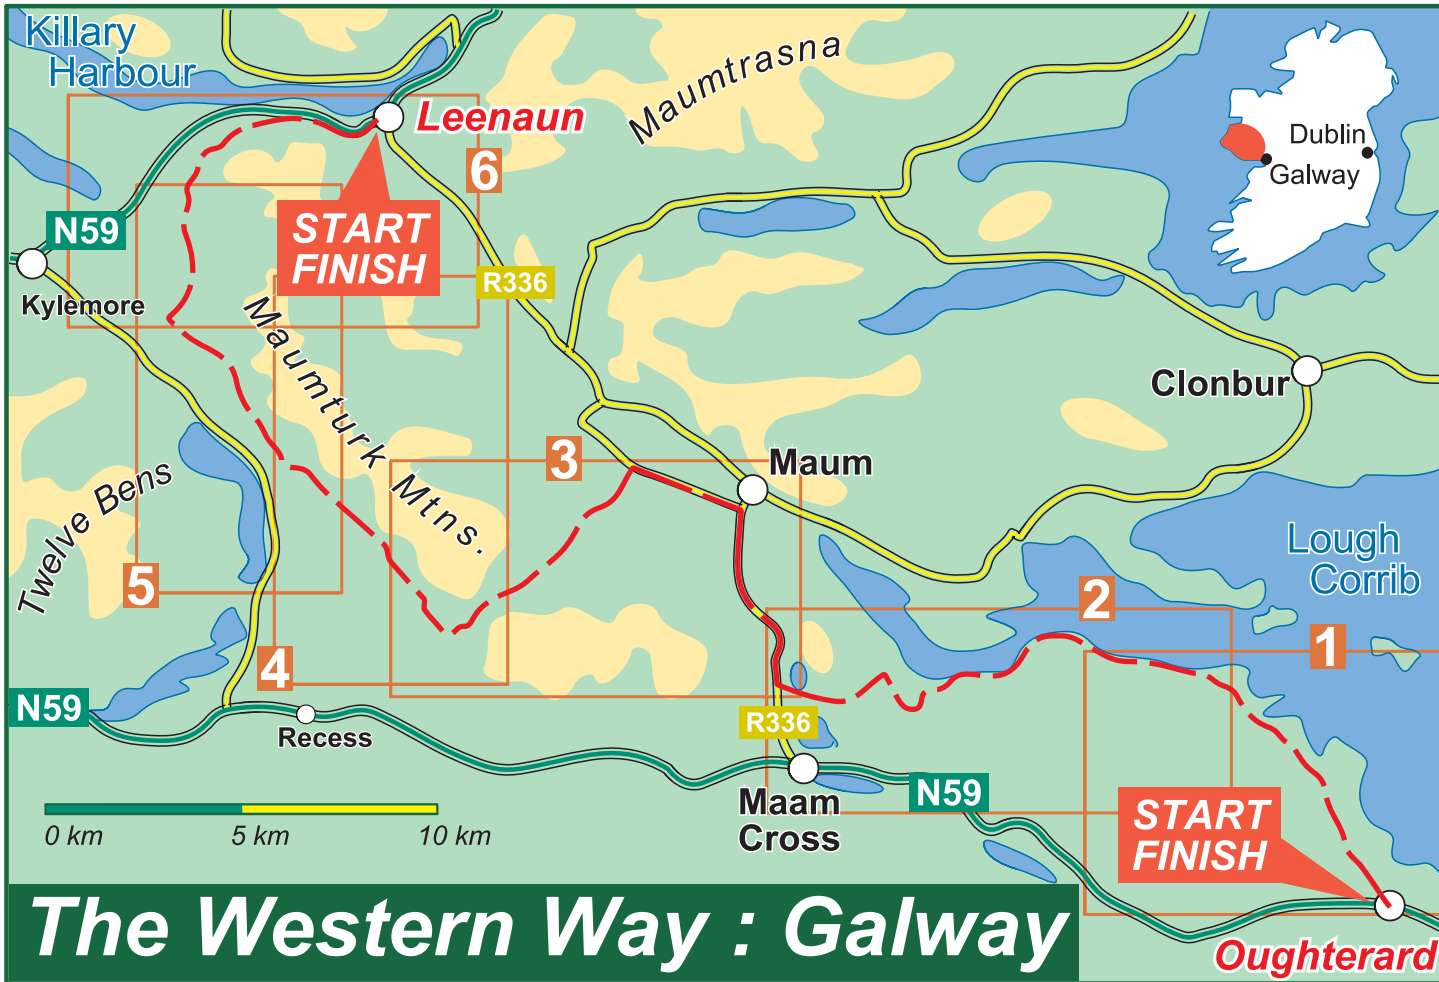 Killary
Harbour
Maumtrasna
Leenaun
Dublin
Galway
6
N59
START
FINISH
R336
Kylemore
Maumturk Mtns.
Clonbur
3
Maum
Twelve Bens
Lough
Corrib
5
2
1
4
N59
Recess
R336
Maam
Cross
N59
START
FINISH
0 km
5 km
10 km
The Western Way : Galway
Oughterard